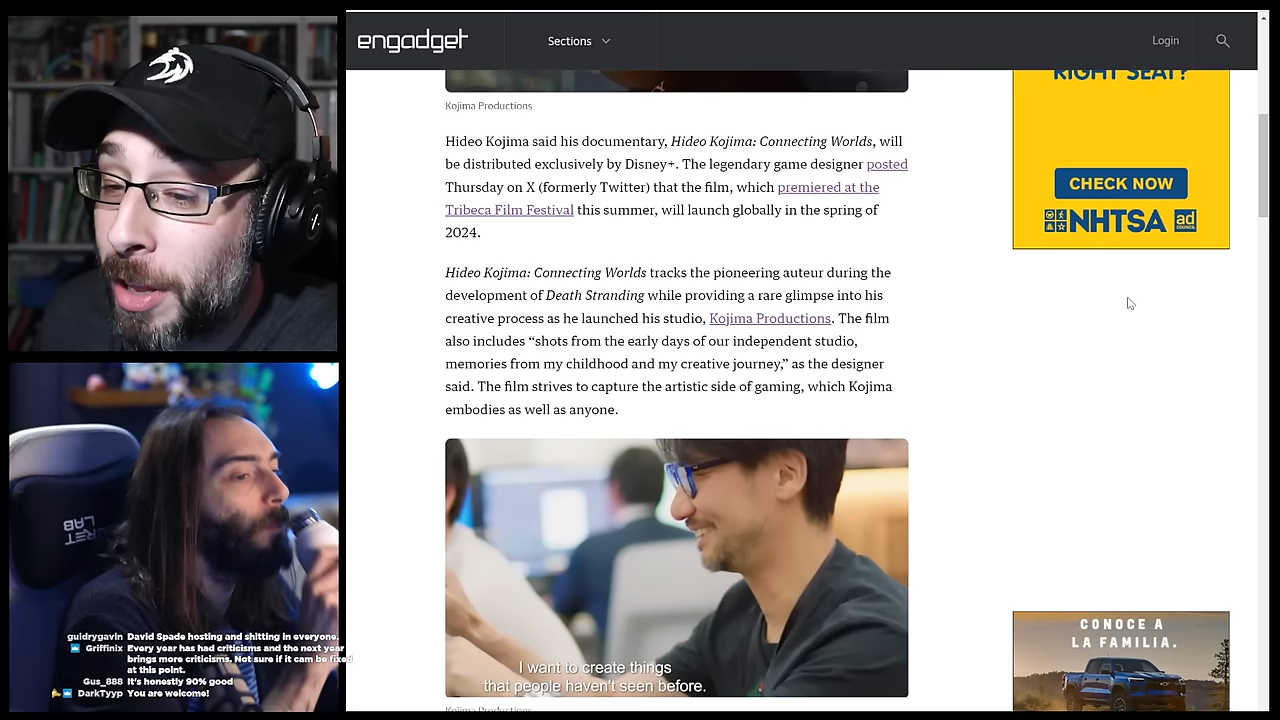 engadget
Sections
Login
Kojima Productions
Hideo Kojima said his documentary, Hideo Kojima: Connecting Worlds, will
be distributed exclusively by Disney+. The legendary game designer posted
Thursday on X (formerly Twitter) that the film, which premiered at the
Tribeca Film Festival this summer, will launch globally in the spring of
2024.
Hideo Kojima: Connecting Worlds tracks the pioneering auteur during the
development of Death Stranding while providing a rare glimpse into his
creative process as he launched his studio, Kojima Productions. The film
also includes “shots from the early days of our independent studio,
memories from my childhood and my creative journey,” as the designer
said. The film strives to capture the artistic side of gaming, which Kojima
embodies as well as anyone.
I want to create things
that people haven't seen before.
Kojima Productions
RIGHT SEAT?
CHECK NOW
NHTSA
ad
COUNCIL
CONOCE A
LA FAMILIA.
guidrygavin David Spade hosting and shitting in everyone.
Griffinix Every year has had criticisms and the next year
brings more criticisms. Not sure if it cam be fixed
at this point.
Gus_888 It's honestly 90% good
DarkTyyp You are welcome!